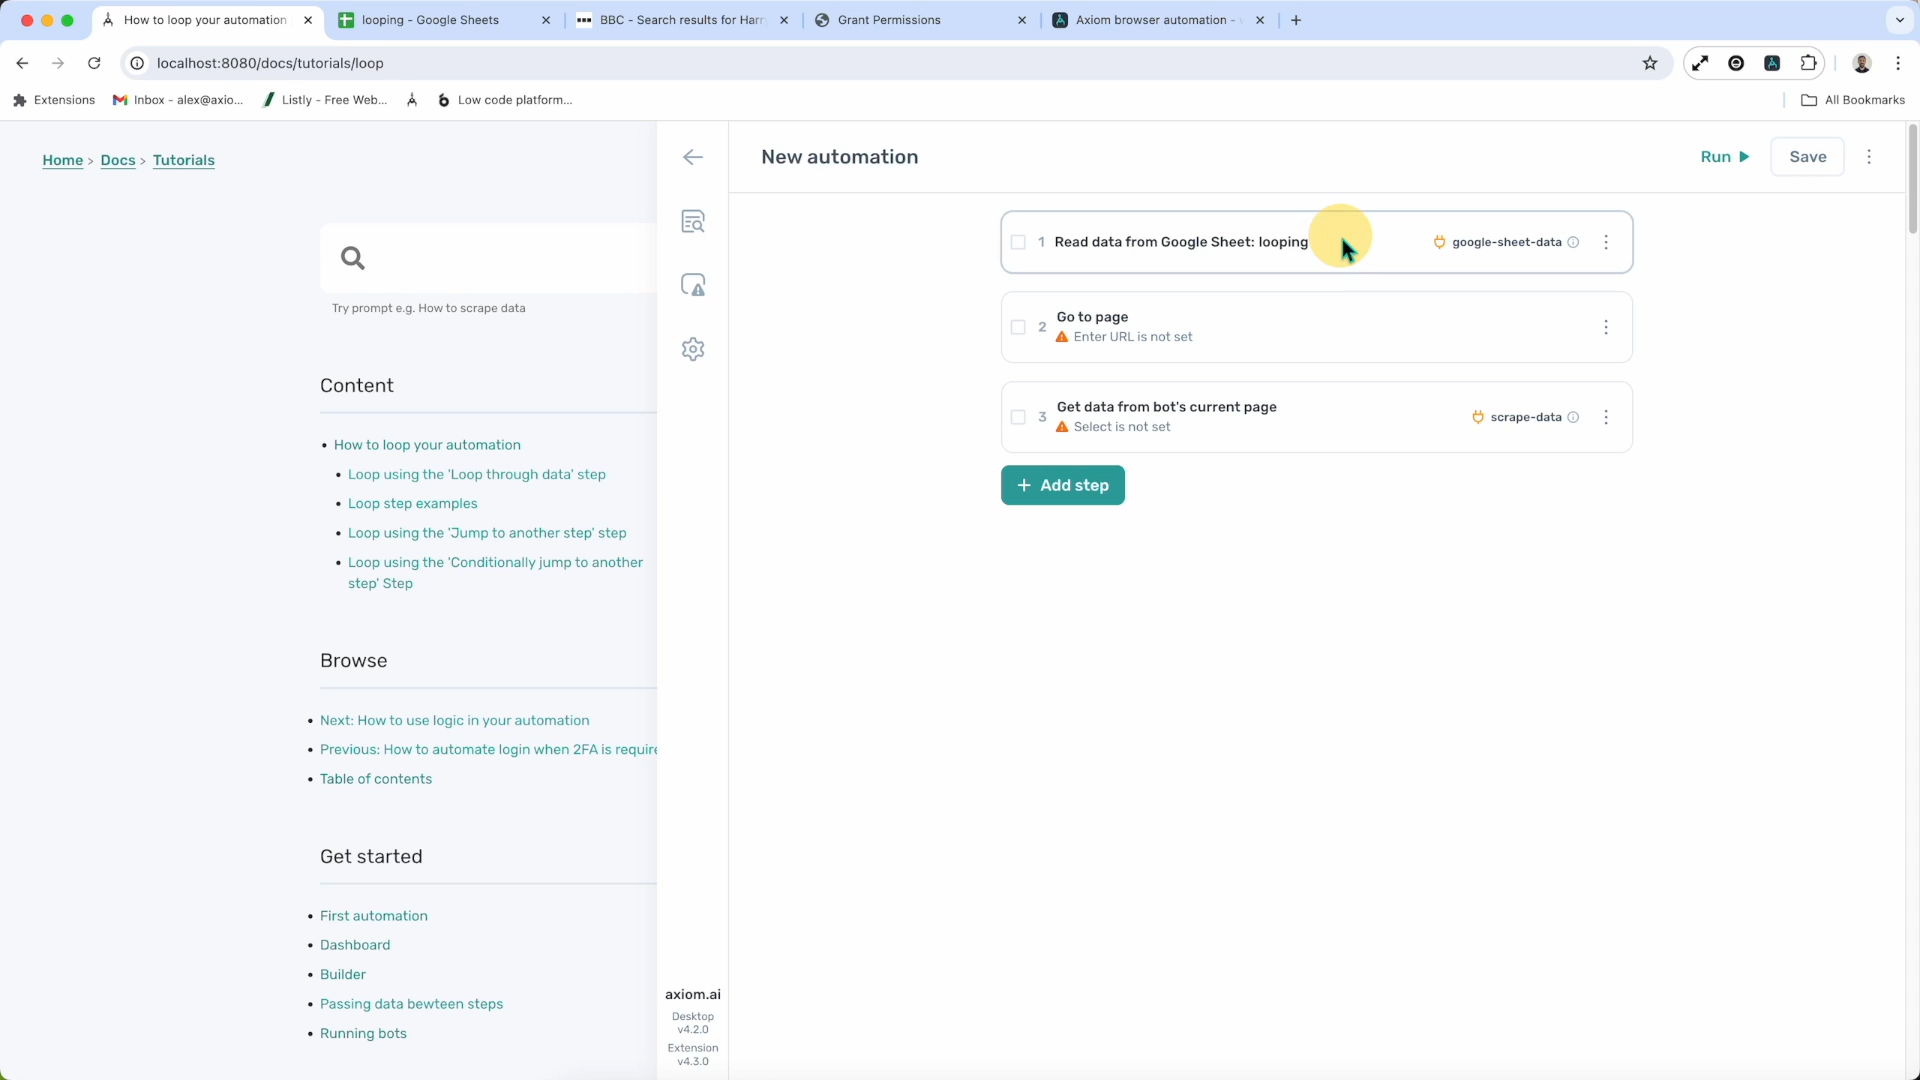 How to loop your automation
looping - Google Sheets
BBC - Search results for Harr
Grant Permissions
Axiom browser automation -
localhost:8080/docs/tutorials/loop
Extensions
Inbox - alex@axio...
Listly - Free Web...
Low code platform...
All Bookmarks
Home > Docs > Tutorials
Try prompt e.g. How to scrape data
Content
How to loop your automation
Loop using the 'Loop through data' step
Loop step examples
Loop using the 'Jump to another step' step
Loop using the 'Conditionally jump to another
step' Step
Browse
Next: How to use logic in your automation
Previous: How to automate login when 2FA is require
Table of contents
Get started
First automation
Dashboard
Builder
Passing data bewteen steps
Running bots
axiom.ai
Desktop
v4.2.0
Extension
v4.3.0
New automation
Run
Save
1 Read data from Google Sheet: looping
google-sheet-data
2 Go to page
Enter URL is not set
3 Get data from bot's current page
Select is not set
scrape-data
+ Add step